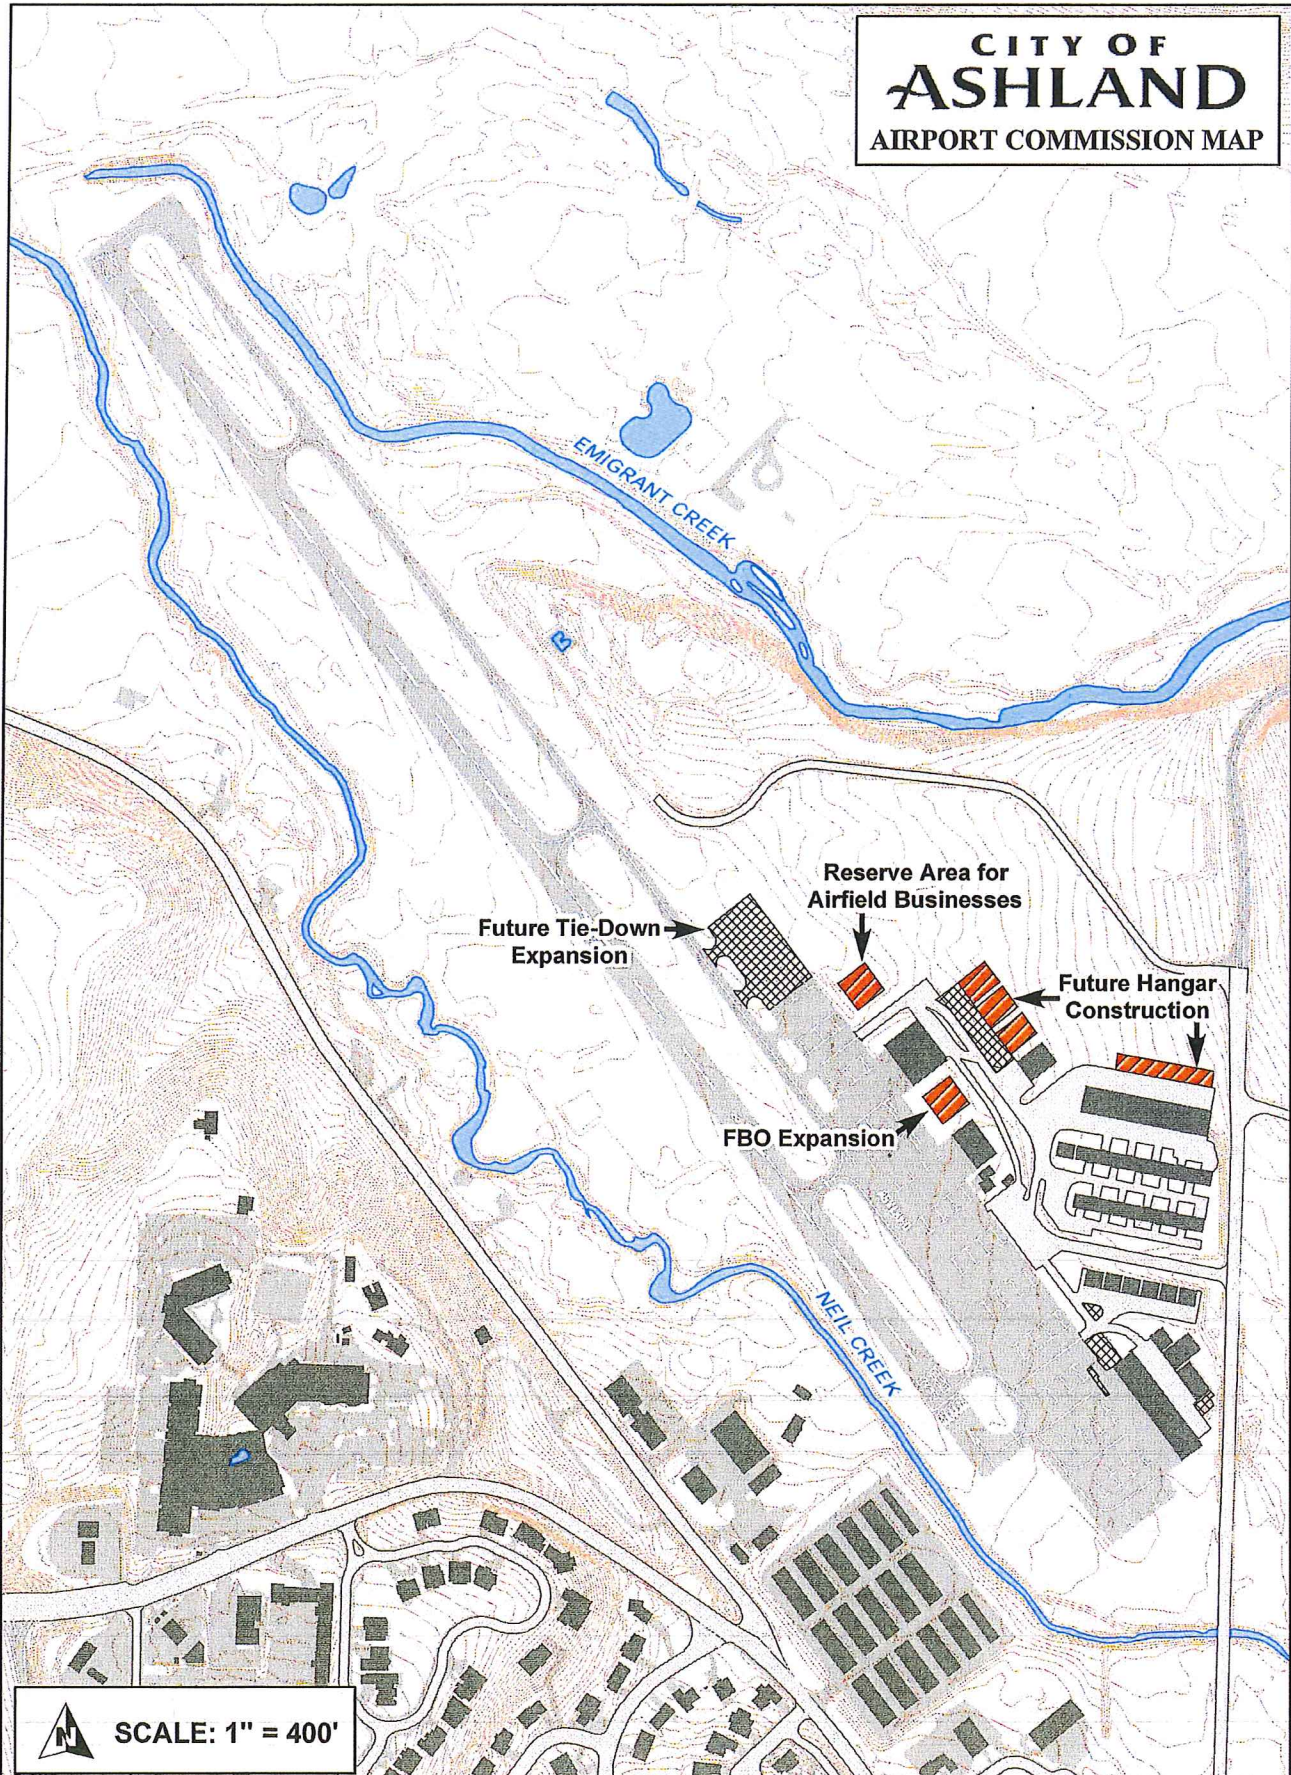 CITY OF
ASHLAND
AIRPORT COMMISSION MAP
EMIGRANT CREEK
Reserve Area for
Airfield Businesses
Future Tie-Down
Expansion
Future Hangar
Construction
FBO Expansion
NEIL CREEK
N
SCALE: 1" = 400'